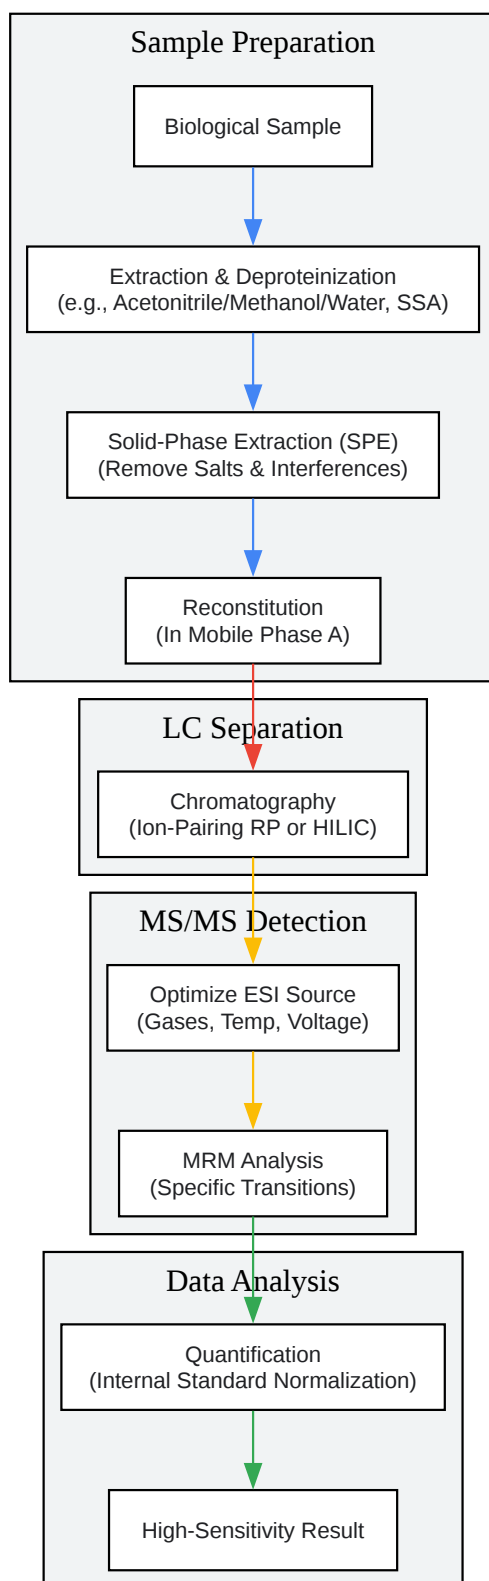 Sample Preparation
Biological Sample
Extraction & Deproteinization
(e.g., Acetonitrile/Methanol/Water, SSA)
Solid-Phase Extraction (SPE)
(Remove Salts & Interferences)
Reconstitution
(In Mobile Phase A)
LC Separation
Chromatography
(Ion-Pairing RP or HILIC)
MS/MS Detection
Optimize ESI Source
(Gases, Temp, Voltage)
MRM Analysis
(Specific Transitions)
Data Analysis
Quantification
(Internal Standard Normalization)
High-Sensitivity Result